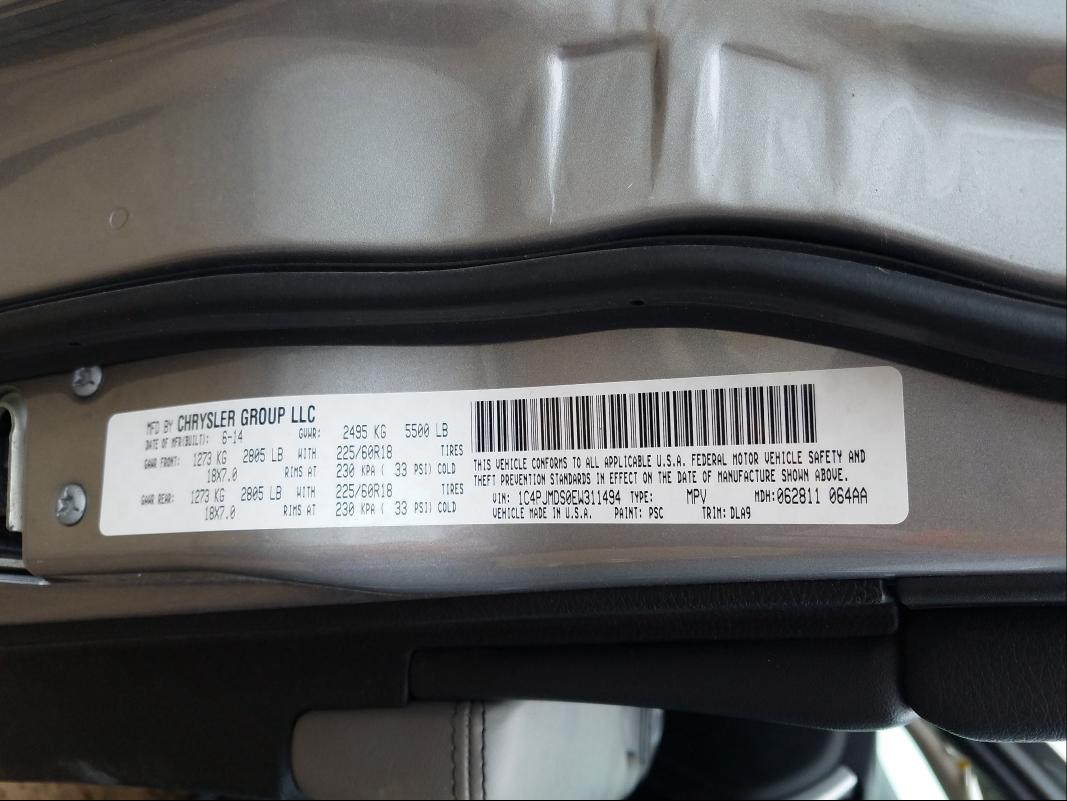 MFD BY CHRYSLER GROUP LLC
DATE OF MFR(BUILT): 6-14 GVWR: 2495 KG 5500 LB
GAWR FRONT: 1273 KG 2805 LB WITH 225/60R18 TIRES
18X7.0 RIMS AT 230 KPA ( 33 PSI) COLD
GAWR REAR: 1273 KG 2805 LB WITH 225/60R18 TIRES
18X7.0 RIMS AT 230 KPA ( 33 PSI) COLD
THIS VEHICLE CONFORMS TO ALL APPLICABLE U.S.A. FEDERAL MOTOR VEHICLE SAFETY AND
THEFT PREVENTION STANDARDS IN EFFECT ON THE DATE OF MANUFACTURE SHOWN ABOVE.
VIN: 1C4PJMDS0EW311494 TYPE: MPV MDH:062811 064AA
VEHICLE MADE IN U.S.A. PAINT: PSC TRIM: DLA9